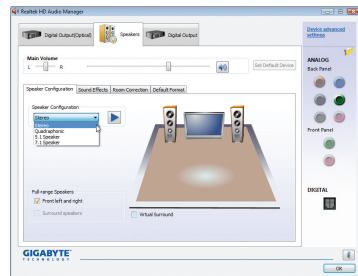 Realtek HD Audio Manager
Digital Output(Optical)
Speakers
Digital Output
Device advanced
settings
Main Volume
L
R
Set Default Device
ANALOG
Back Panel
Speaker Configuration
Sound Effects
Room Correction
Default Format
Speaker Configuration
Stereo
Stereo
Quadraphonic
5.1 Speaker
7.1 Speaker
Front Panel
Full-range Speakers
Front left and right
Surround speakers
Virtual Surround
DIGITAL
GIGABYTE
TECHNOLOGY
OK